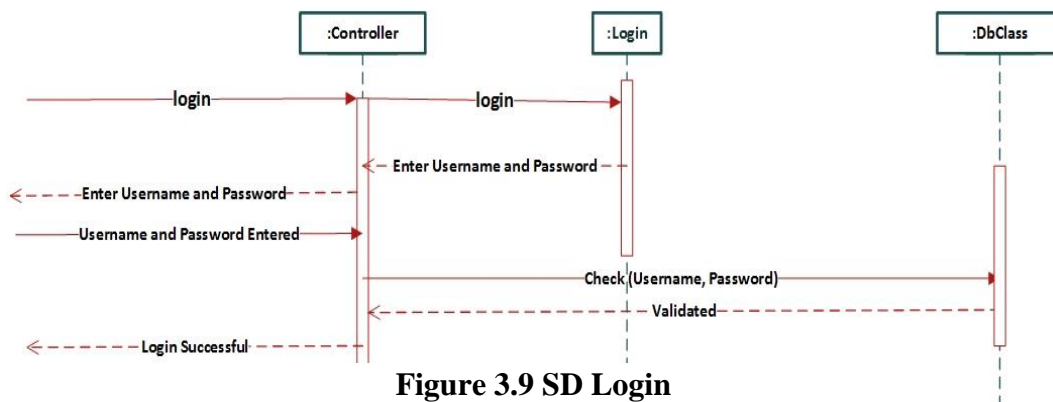 :Controller
:Login
:DbClass
login
login
Enter Username and Password
Enter Username and Password
Username and Password Entered
Check (Username, Password)
Validated
Login Successful
Figure 3.9 SD Login